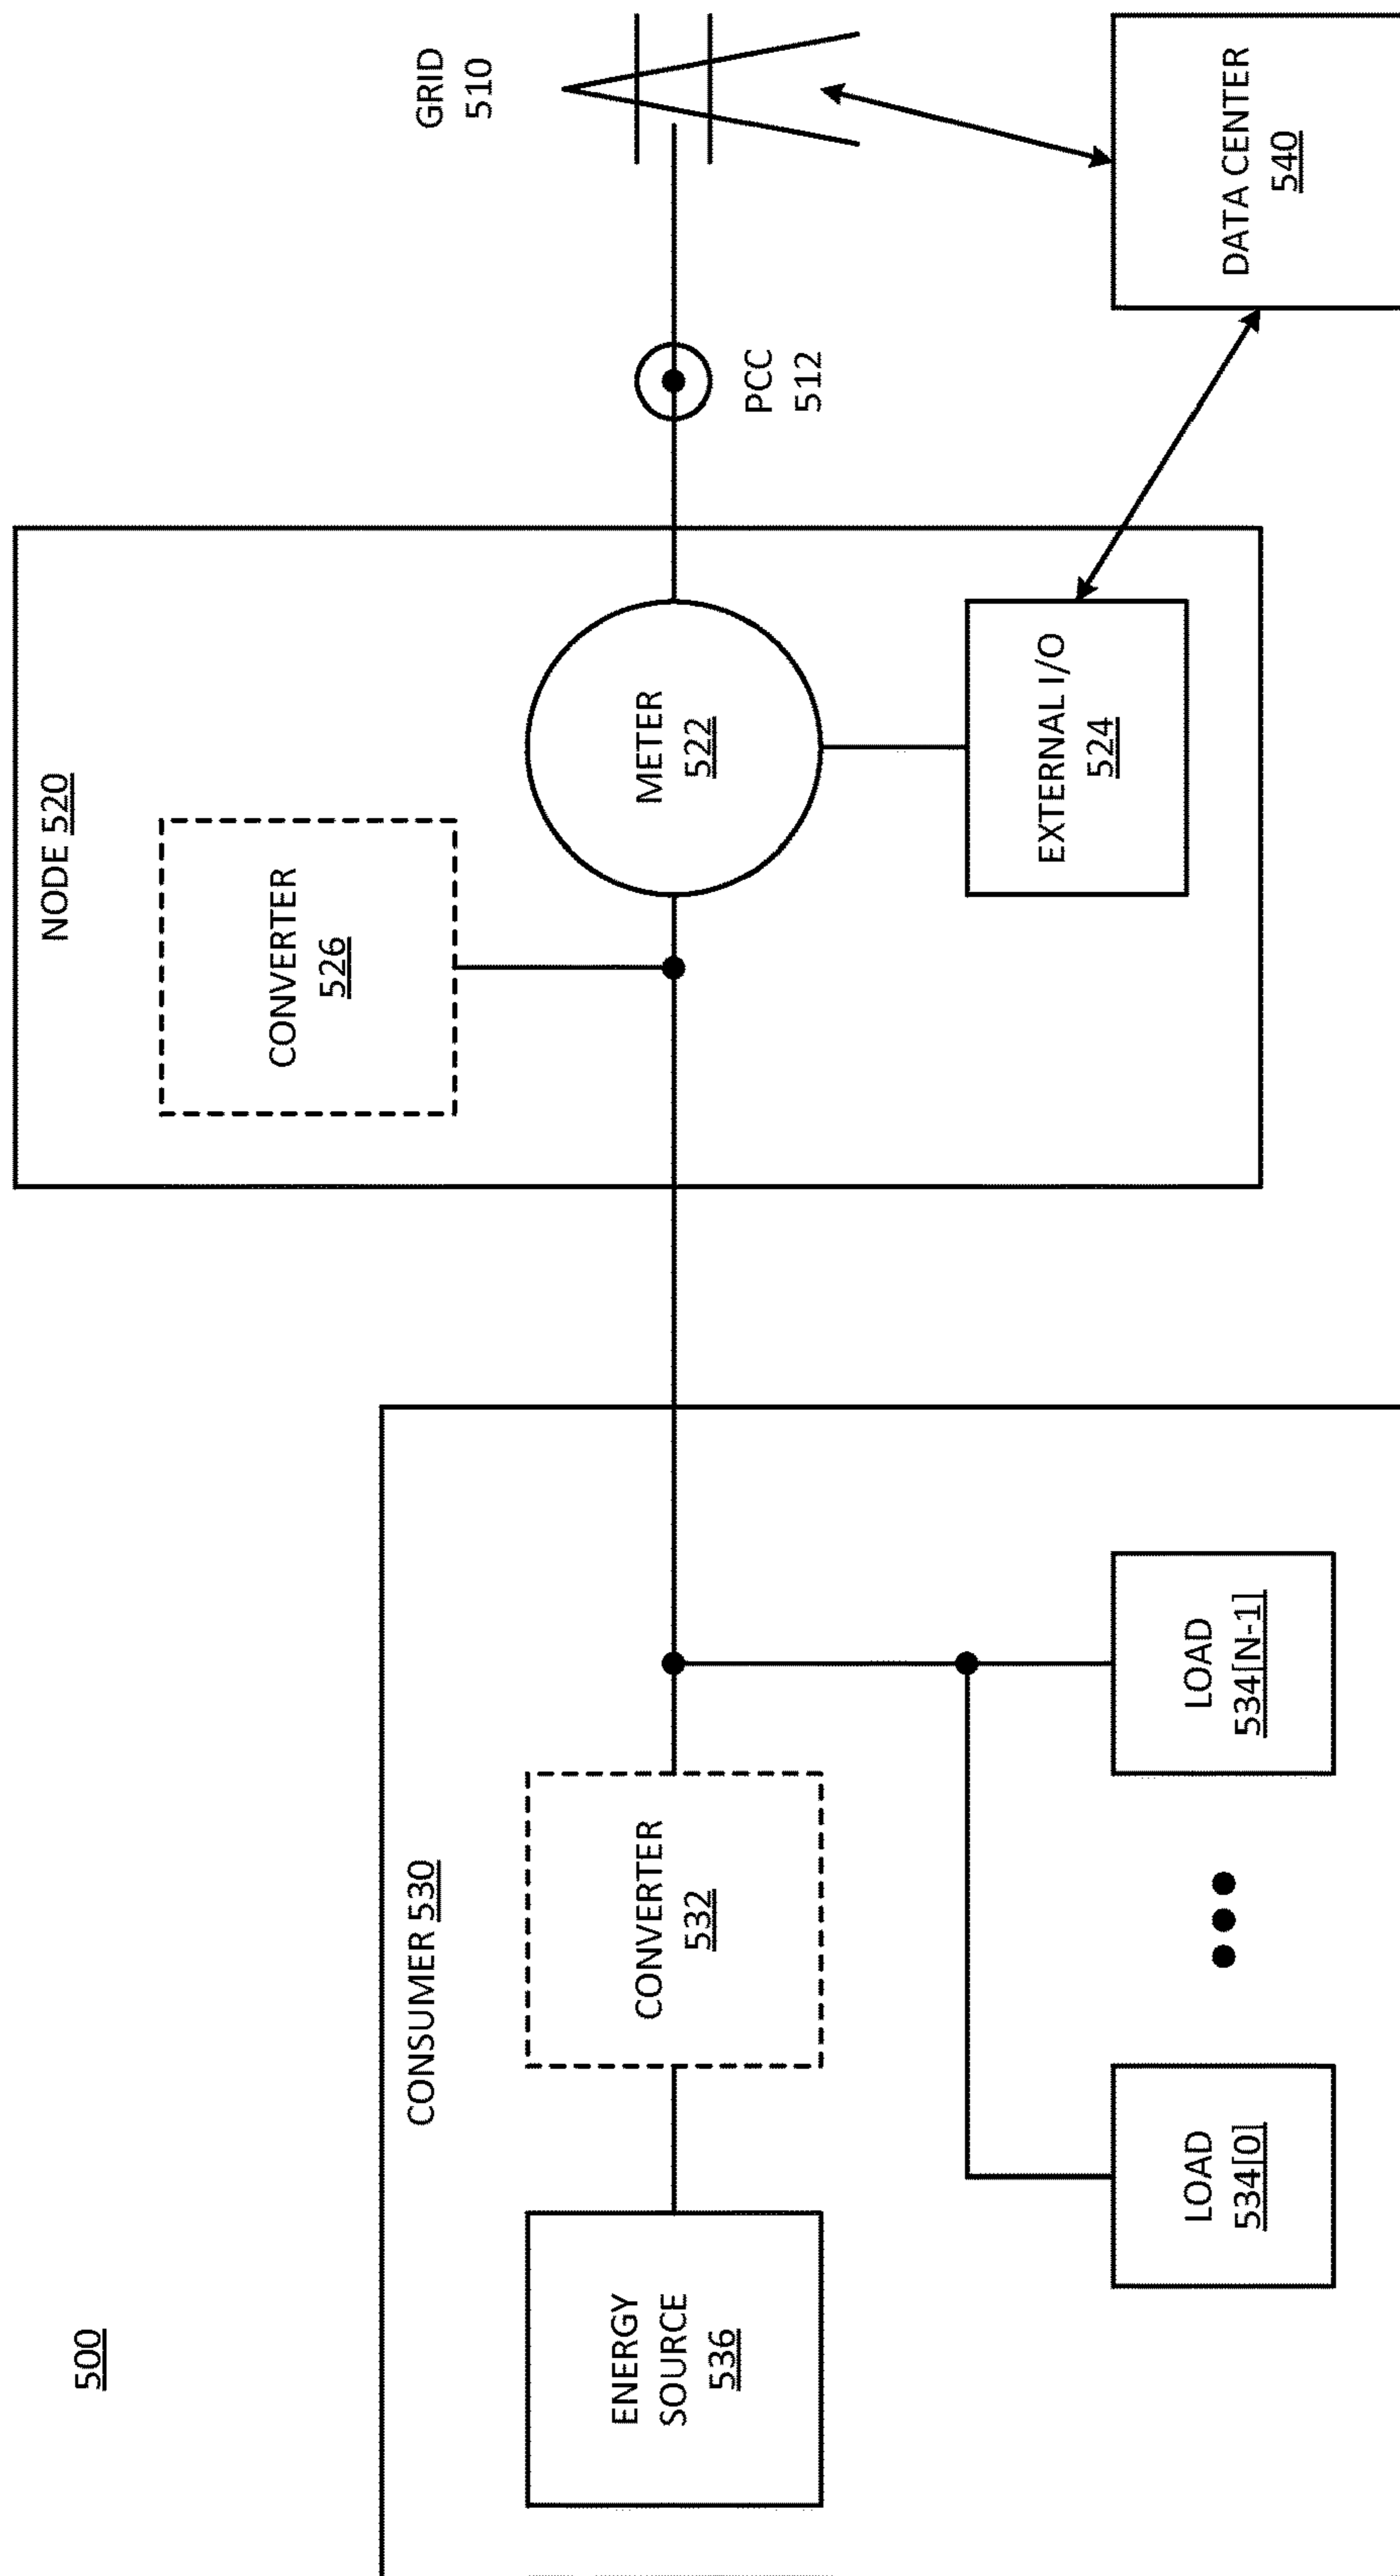 500
CONSUMER 530
ENERGY
SOURCE
536
CONVERTER
532
LOAD
534[0]
LOAD
534[N-1]
NODE 520
CONVERTER
526
METER
522
EXTERNAL I/O
524
PCC
512
GRID
510
DATA CENTER
540